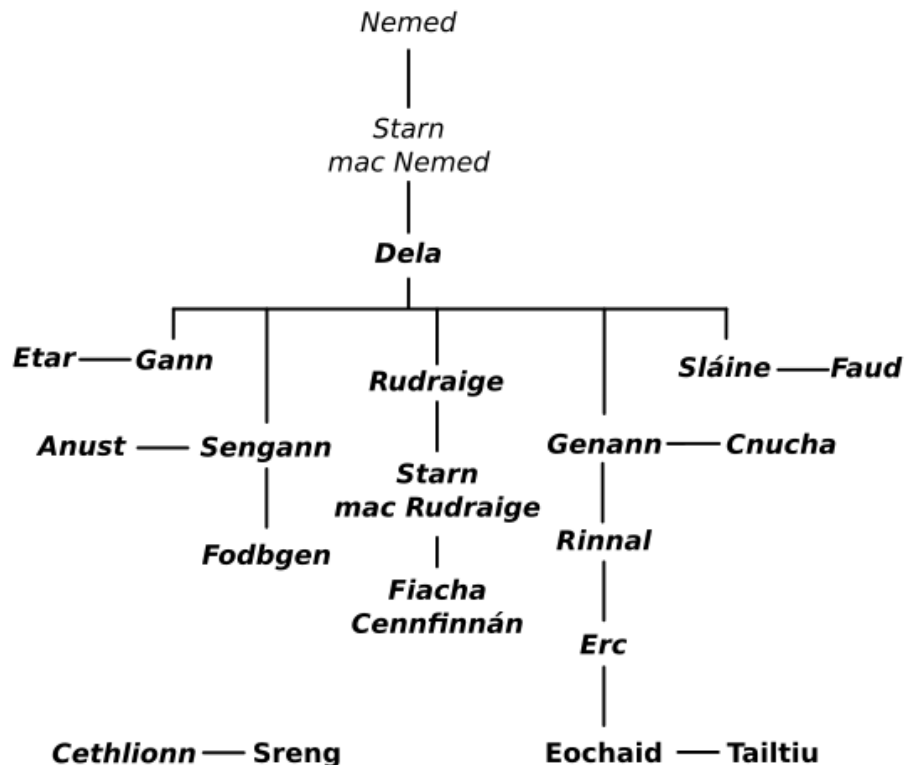 Nemed
Starn
mac Nemed
Dela
Etar Gann
Sláine Faud
Rudraige
Anust Sengann
Genann Cnucha
Starn
mac Rudraige
Rinnal
Fodbgen
Fiacha
Cennfinnán
Erc
Cethlionn Sreng
Eochaid Tailtiu